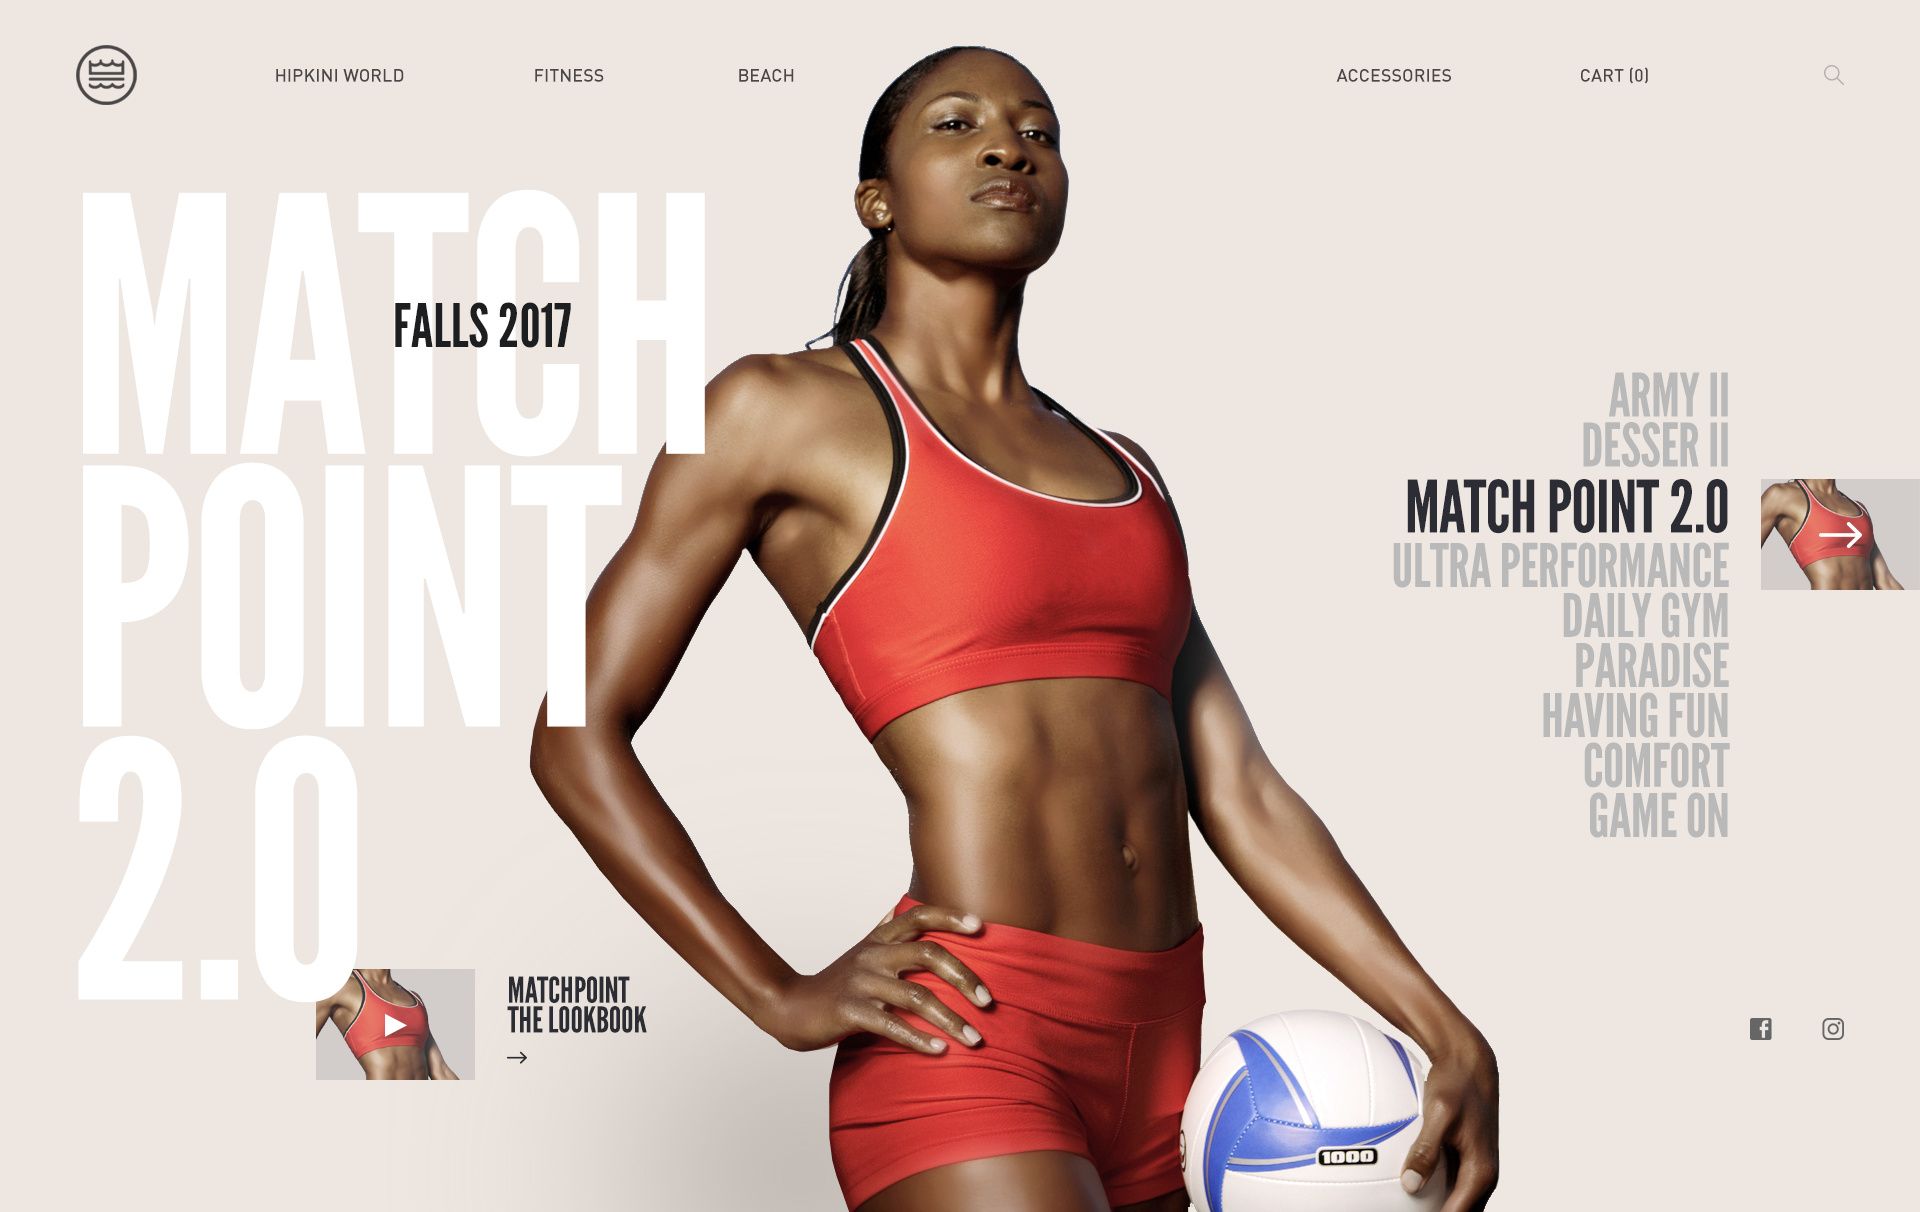 HIPKINI WORLD
FITNESS
BEACH
ACCESSORIES
CART (0)
MATCH
FALLS 2017
POINT
2.0
ARMY II
DESSER II
MATCH POINT 2.0
ULTRA PERFORMANCE
DAILY GYM
PARADISE
HAVING FUN
COMFORT
GAME ON
MATCHPOINT
THE LOOKBOOK
1000